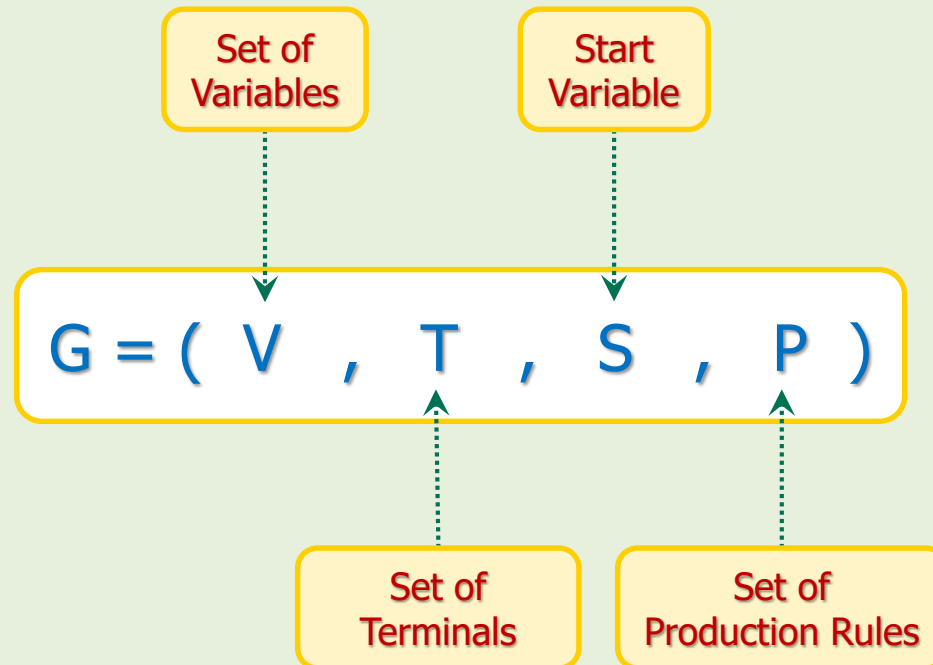 Set of
Variables
Start
Variable
G = ( V , T , S , P )
Set of
Terminals
Set of
Production Rules